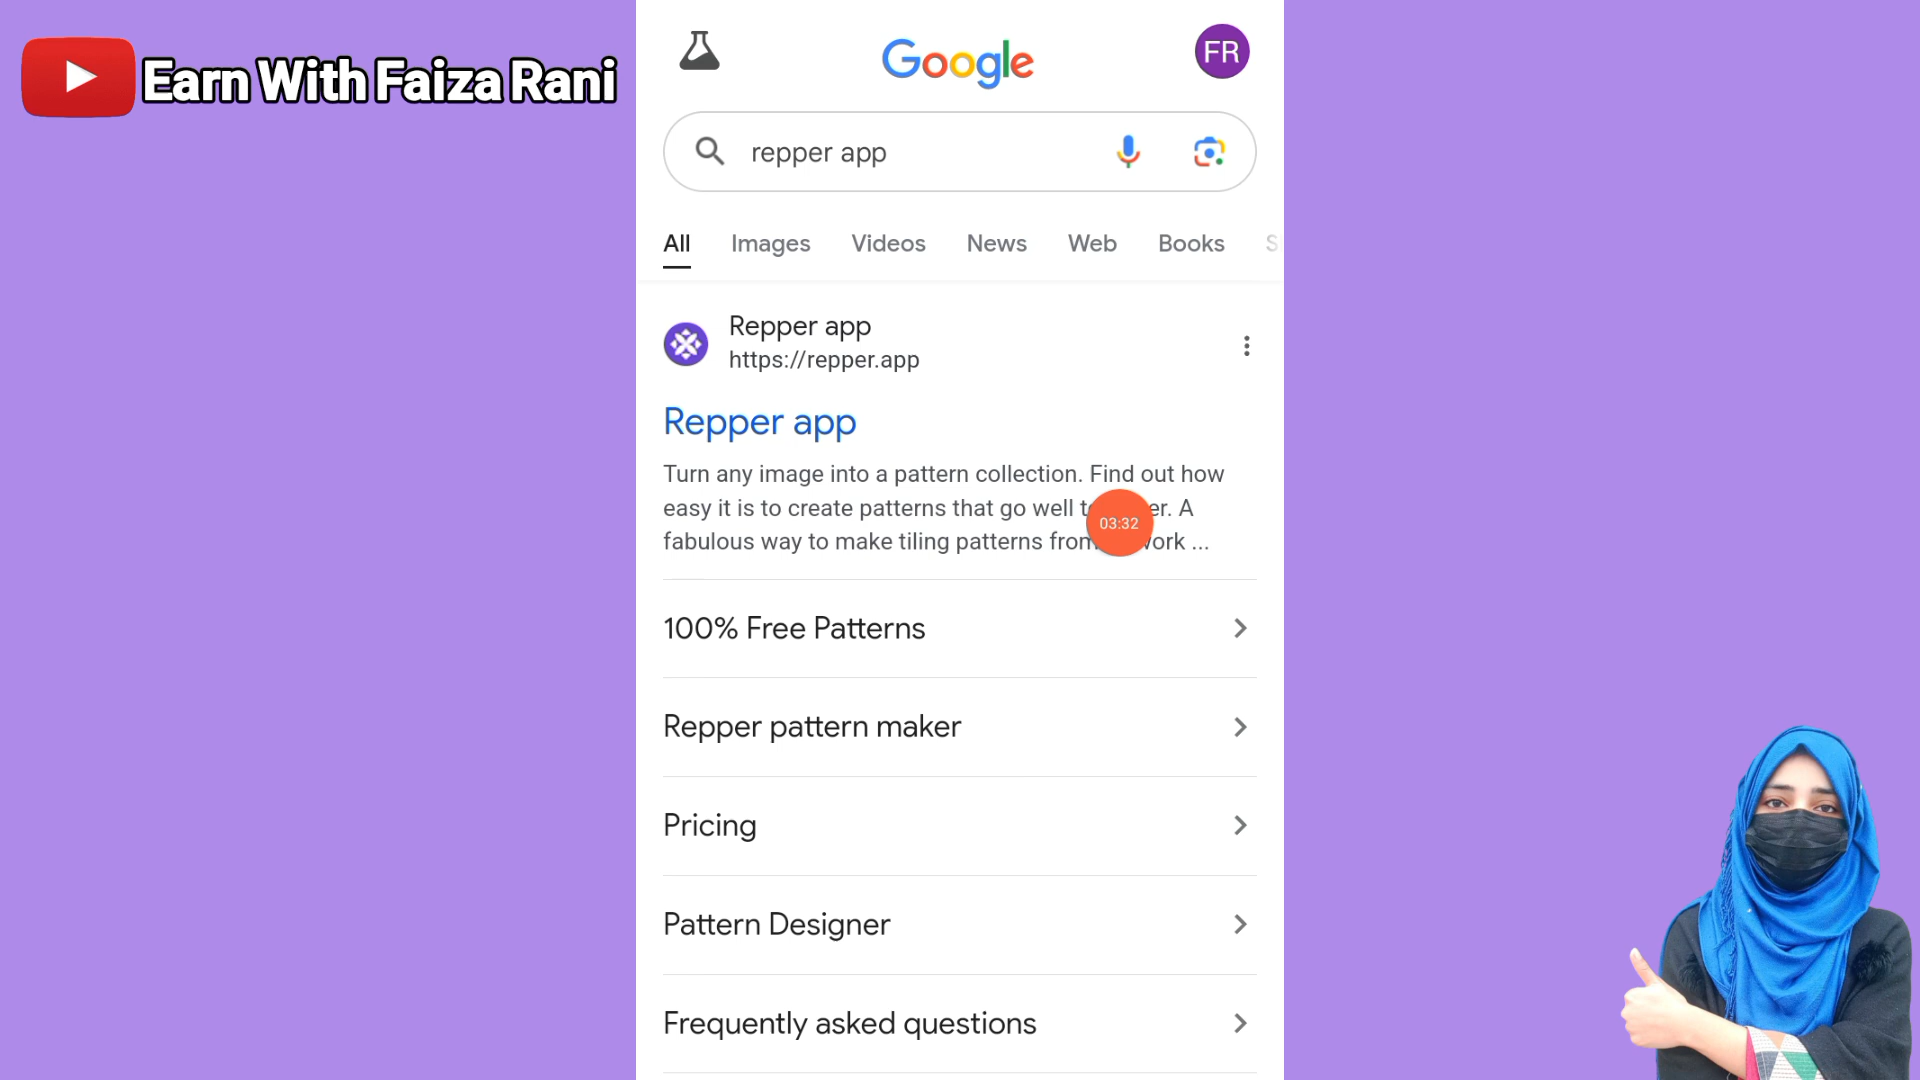 Earn With Faiza Rani
Google
FR
repper app
All Images Videos News Web Books S
Repper app
https://repper.app
Repper app
Turn any image into a pattern collection. Find out how
easy it is to create patterns that go well er. A
fabulous way to make tiling patterns from ork ...
03:32
100% Free Patterns
Repper pattern maker
Pricing
Pattern Designer
Frequently asked questions